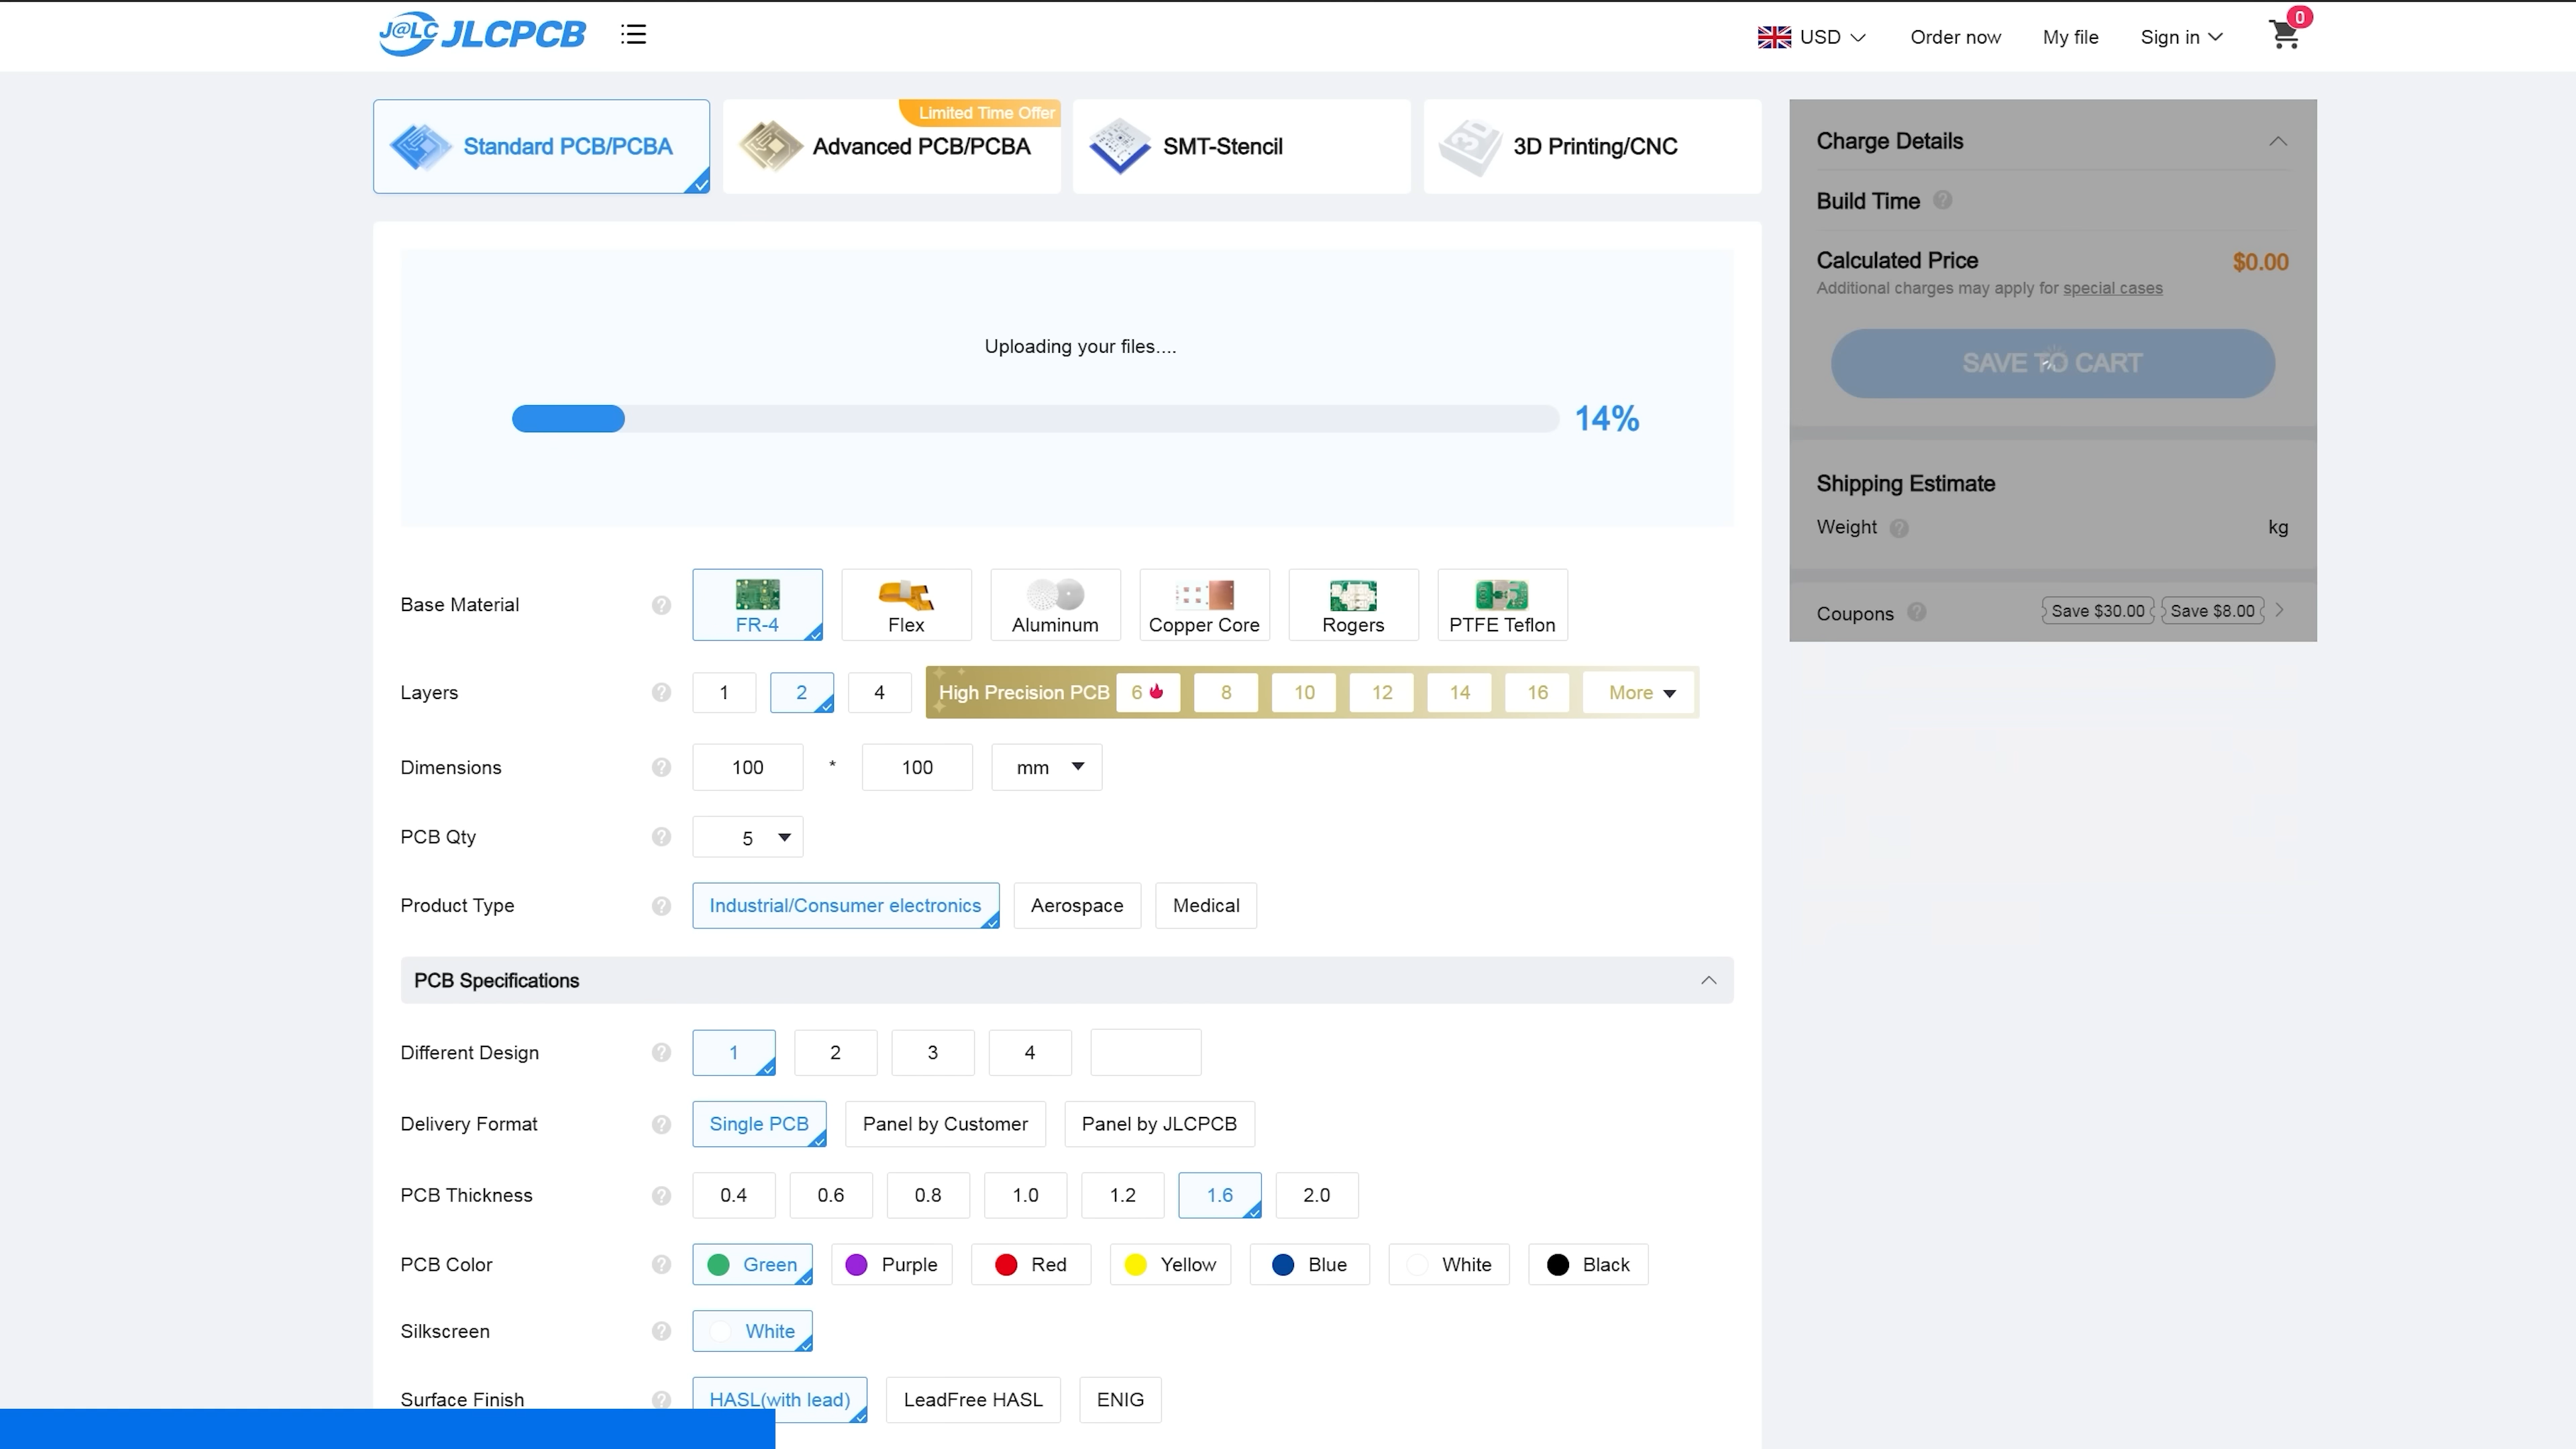 J@LC JLCPCB
USD Order now My file Sign in 0
Standard PCB/PCBA
Limited Time Offer
Advanced PCB/PCBA
SMT-Stencil
3D
3D Printing/CNC
Charge Details
Build Time ?
Calculated Price $0.00
Additional charges may apply for special cases
SAVE TO CART
Shipping Estimate
Weight ? kg
Coupons ? Save $30.00 Save $8.00
Uploading your files....
14%
Base Material ? FR-4 Flex Aluminum Copper Core Rogers PTFE Teflon
Layers ? 1 2 4 High Precision PCB 6 8 10 12 14 16 More
Dimensions ? 100 * 100 mm
PCB Qty ? 5
Product Type ? Industrial/Consumer electronics Aerospace Medical
PCB Specifications
Different Design ? 1 2 3 4
Delivery Format ? Single PCB Panel by Customer Panel by JLCPCB
PCB Thickness ? 0.4 0.6 0.8 1.0 1.2 1.6 2.0
PCB Color ? Green Purple Red Yellow Blue White Black
Silkscreen ? White
Surface Finish ? HASL(with lead) LeadFree HASL ENIG